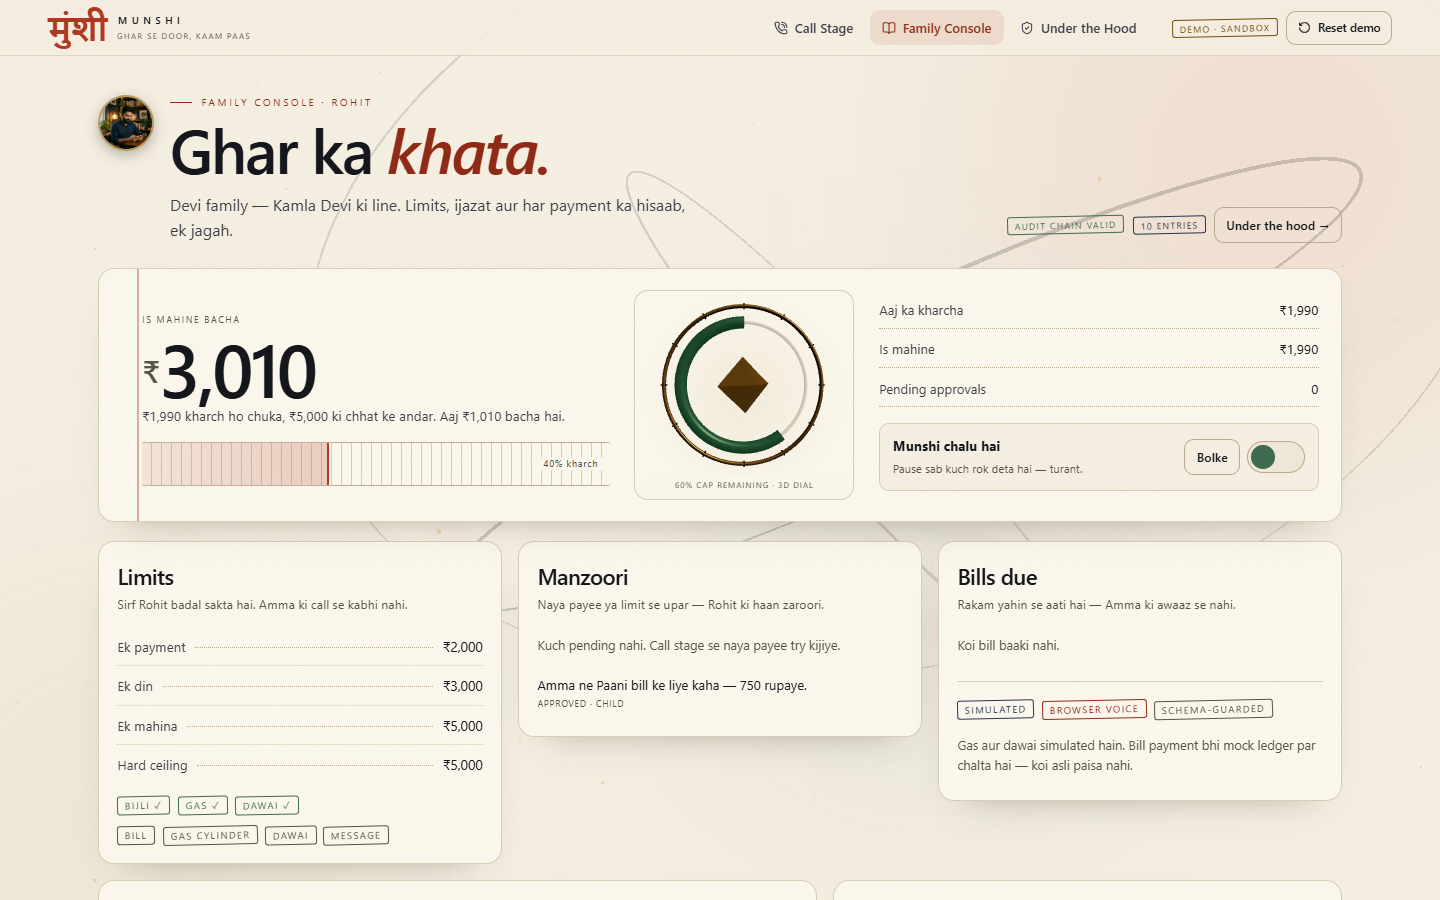 मुंशी
MUNSHI
GHAR SE DOOR, KAAM PAAS
Call Stage
Family Console
Under the Hood
DEMO · SANDBOX
Reset demo
FAMILY CONSOLE · ROHIT
Ghar ka khata.
Devi family — Kamla Devi ki line. Limits, ijazat aur har payment ka hisaab,
ek jagah.
AUDIT CHAIN VALID
10 ENTRIES
Under the hood →
IS MAHINE BACHA
₹3,010
₹1,990 kharch ho chuka, ₹5,000 ki chhat ke andar. Aaj ₹1,010 bacha hai.
40% kharch
60% CAP REMAINING · 3D DIAL
Aaj ka kharcha ₹1,990
Is mahine ₹1,990
Pending approvals 0
Munshi chalu hai
Pause sab kuch rok deta hai — turant.
Bolke
Limits
Sirf Rohit badal sakta hai. Amma ki call se kabhi nahi.
Ek payment ₹2,000
Ek din ₹3,000
Ek mahina ₹5,000
Hard ceiling ₹5,000
BIJLI ✓ GAS ✓ DAWAI ✓
BILL GAS CYLINDER DAWAI MESSAGE
Manzoori
Naya payee ya limit se upar — Rohit ki haan zaroori.
Kuch pending nahi. Call stage se naya payee try kijiye.
Amma ne Paani bill ke liye kaha — 750 rupaye.
APPROVED · CHILD
Bills due
Rakam yahin se aati hai — Amma ki awaaz se nahi.
Koi bill baaki nahi.
SIMULATED BROWSER VOICE SCHEMA-GUARDED
Gas aur dawai simulated hain. Bill payment bhi mock ledger par
chalta hai — koi asli paisa nahi.